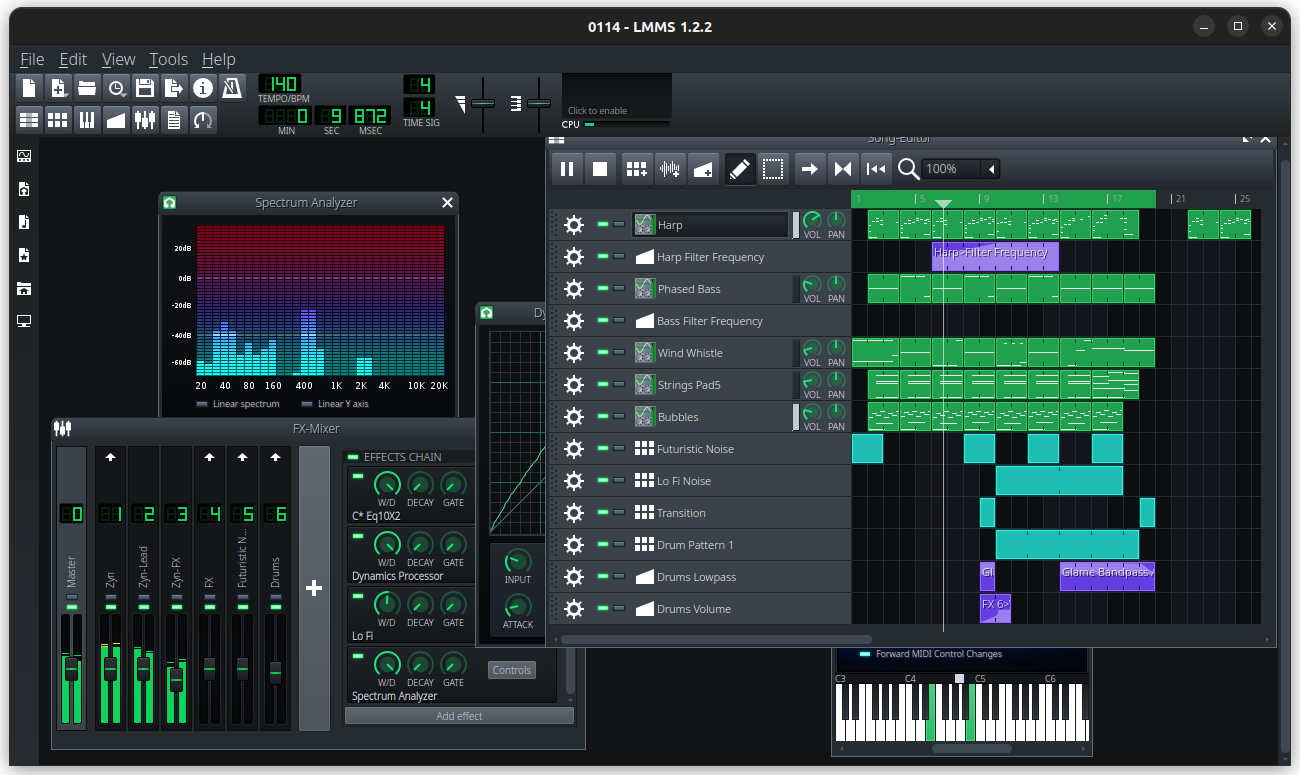 0114 - LMMS 1.2.2
File Edit View Tools Help
140
TEMPO/BPM
0 9 872
MIN SEC MSEC
4
4
TIME SIG
Click to enable
CPU
Song-Editor
100%
1 5 9 13 17 21 25
Harp VOL PAN
Harp Filter Frequency Harp>Filter Frequency
Phased Bass VOL PAN
Bass Filter Frequency
Wind Whistle VOL PAN
Strings Pad5 VOL PAN
Bubbles VOL PAN
Futuristic Noise
Lo Fi Noise
Transition
Drum Pattern 1
Drums Lowpass Gl Glame Bandpass
Drums Volume FX 6>
Spectrum Analyzer
20dB
0dB
-20dB
-40dB
-60dB
20 40 80 160 400 1K 2K 4K 10K 20K
Linear spectrum Linear Y axis
Dy
INPUT
ATTACK
FX-Mixer
0 1 2 3 4 5 6
Master Zyn Zyn-Lead Zyn-FX FX Futuristic N... Drums
+
EFFECTS CHAIN
W/D DECAY GATE
C* Eq10X2
W/D DECAY GATE
Dynamics Processor
W/D DECAY GATE
Lo Fi
W/D DECAY GATE
Controls
Spectrum Analyzer
Add effect
Forward MIDI Control Changes
C3 C4 C5 C6